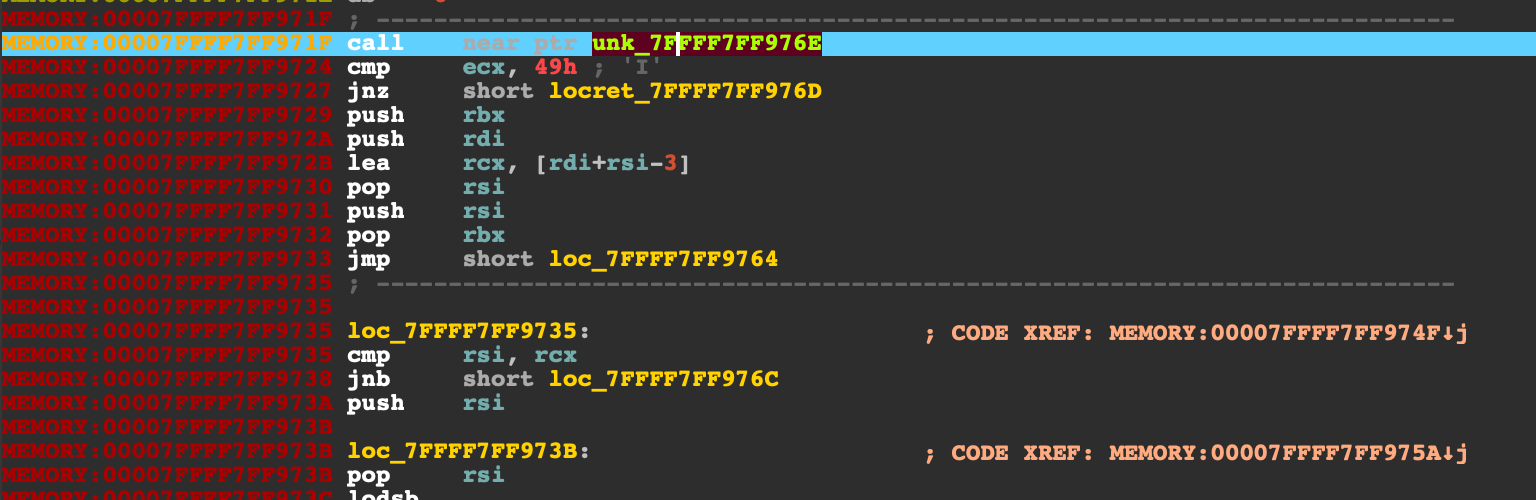 db 0
MEMORY:00007FFFF7FF971F ; ---------------------------------------------------------------------------
MEMORY:00007FFFF7FF971F call near ptr unk_7FFFF7FF976E
MEMORY:00007FFFF7FF9724 cmp ecx, 49h ; 'I'
MEMORY:00007FFFF7FF9727 jnz short locret_7FFFF7FF976D
MEMORY:00007FFFF7FF9729 push rbx
MEMORY:00007FFFF7FF972A push rdi
MEMORY:00007FFFF7FF972B lea rcx, [rdi+rsi-3]
MEMORY:00007FFFF7FF9730 pop rsi
MEMORY:00007FFFF7FF9731 push rsi
MEMORY:00007FFFF7FF9732 pop rbx
MEMORY:00007FFFF7FF9733 jmp short loc_7FFFF7FF9764
MEMORY:00007FFFF7FF9735 ; ---------------------------------------------------------------------------
MEMORY:00007FFFF7FF9735
MEMORY:00007FFFF7FF9735 loc_7FFFF7FF9735: ; CODE XREF: MEMORY:00007FFFF7FF974F↓j
MEMORY:00007FFFF7FF9735 cmp rsi, rcx
MEMORY:00007FFFF7FF9738 jnb short loc_7FFFF7FF976C
MEMORY:00007FFFF7FF973A push rsi
MEMORY:00007FFFF7FF973B
MEMORY:00007FFFF7FF973B loc_7FFFF7FF973B: ; CODE XREF: MEMORY:00007FFFF7FF975A↓j
MEMORY:00007FFFF7FF973B pop rsi
MEMORY:00007FFFF7FF973C lodsb